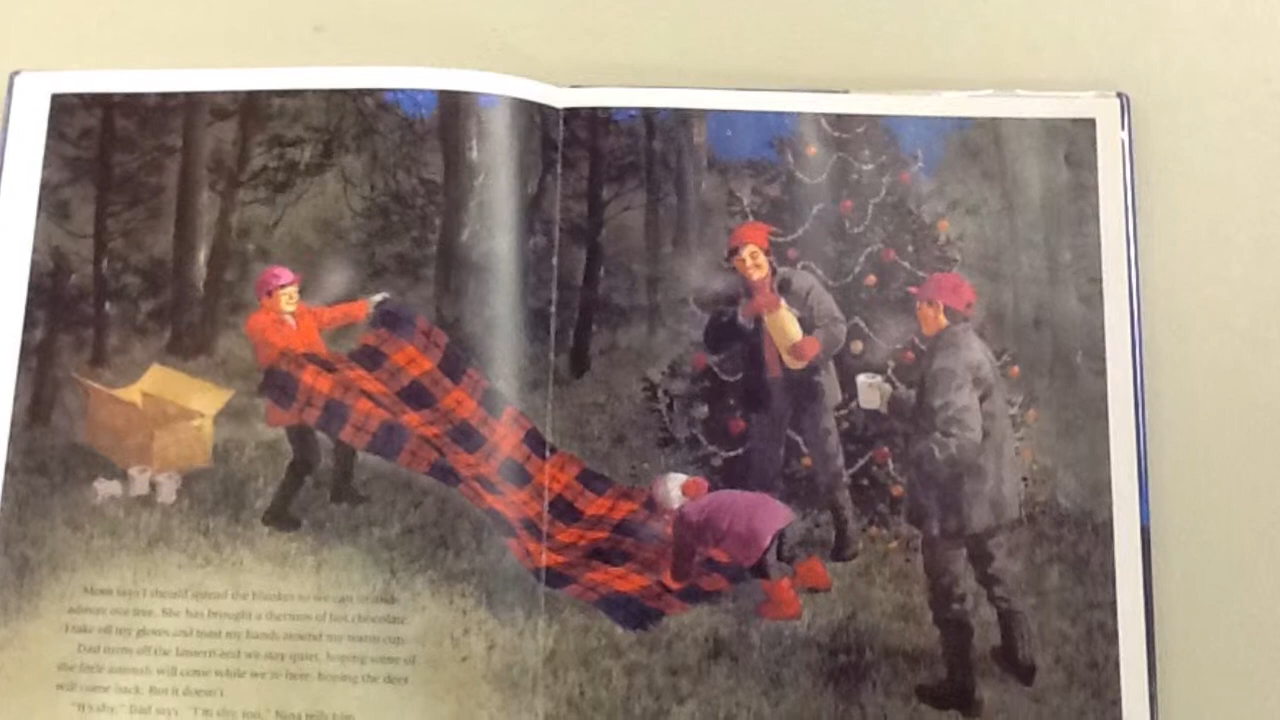 Mom says I should spread the blanket so we can sit and
admire our tree. She has brought a thermos of hot chocolate.
I take off my gloves and toast my hands around my warm cup.
Dad turns off the lantern and we stay quiet, hoping some of
the little animals will come while we're here, hoping the deer
will come back. But it doesn't.
"It's shy," Dad says. "I'm shy too," Nina tells him.